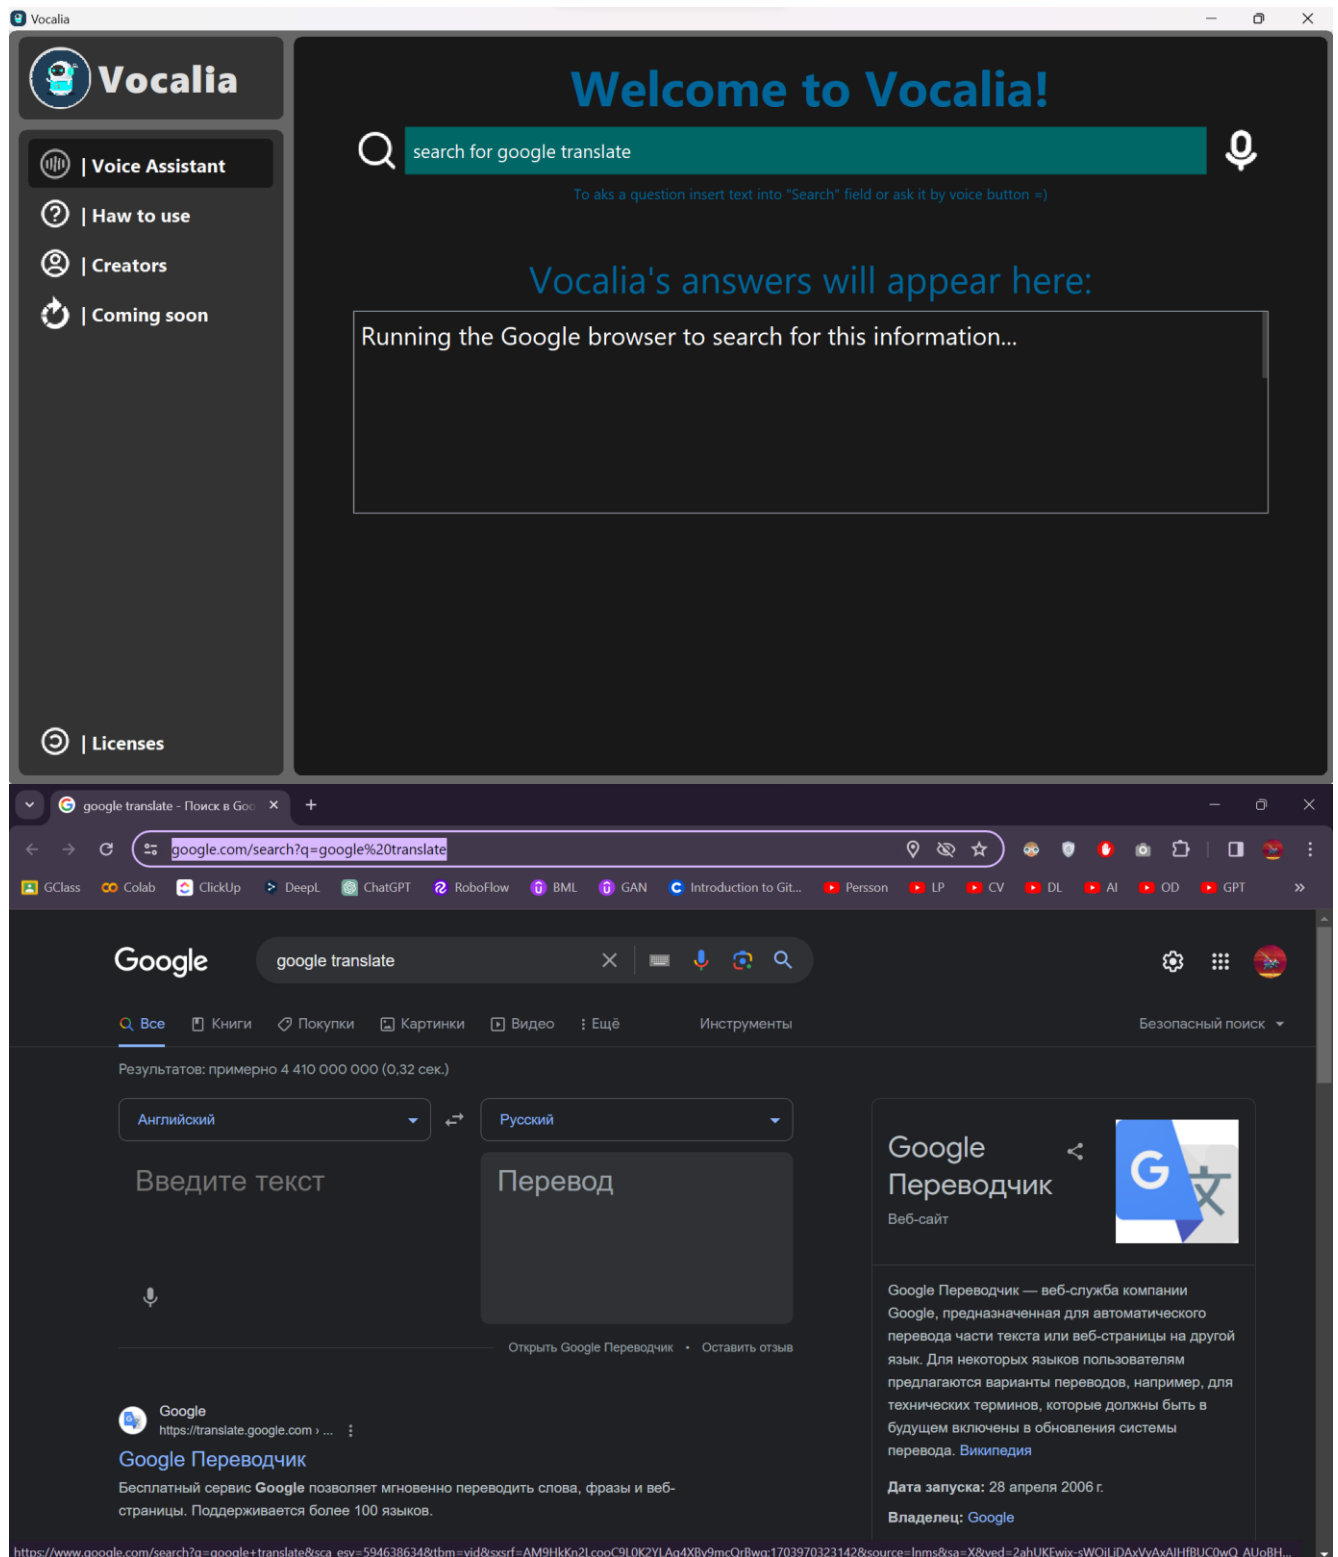 Vocalia
Vocalia
| Voice Assistant
| Haw to use
| Creators
| Coming soon
| Licenses
Welcome to Vocalia!
search for google translate
To aks a question insert text into "Search" field or ask it by voice button =)
Vocalia's answers will appear here:
Running the Google browser to search for this information...
google translate - Поиск в Goo
google.com/search?q=google%20translate
GClass Colab ClickUp DeepL ChatGPT RoboFlow BML GAN Introduction to Git... Persson LP CV DL AI OD GPT »
Google google translate
Все Книги Покупки Картинки Видео Ещё Инструменты Безопасный поиск
Результатов: примерно 4 410 000 000 (0,32 сек.)
Английский Русский
Введите текст Перевод
Открыть Google Переводчик • Оставить отзыв
Google
https://translate.google.com › ...
Google Переводчик
Бесплатный сервис Google позволяет мгновенно переводить слова, фразы и веб-
страницы. Поддерживается более 100 языков.
Google
Переводчик
Веб-сайт
Google Переводчик — веб-служба компании
Google, предназначенная для автоматического
перевода части текста или веб-страницы на другой
язык. Для некоторых языков пользователям
предлагаются варианты переводов, например, для
технических терминов, которые должны быть в
будущем включены в обновления системы
перевода. Википедия
Дата запуска: 28 апреля 2006 г.
Владелец: Google